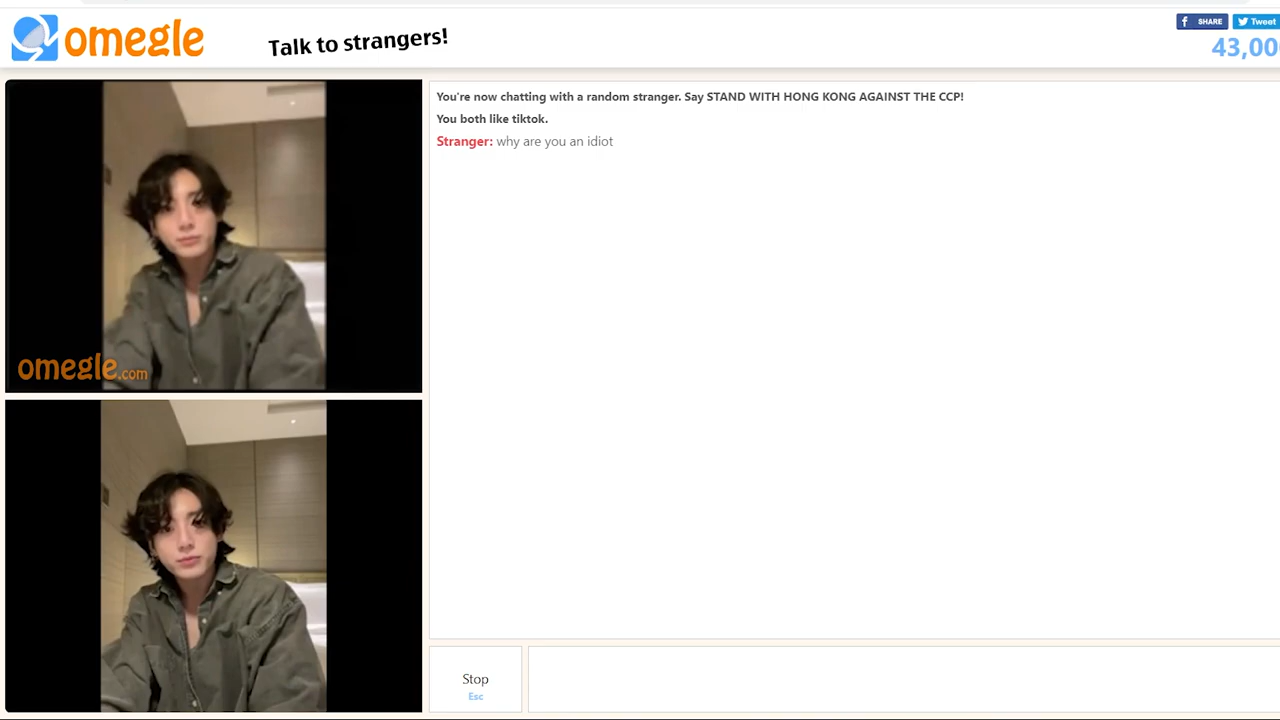 omegle
Talk to strangers!
SHARE
Tweet
43,00
You're now chatting with a random stranger. Say STAND WITH HONG KONG AGAINST THE CCP!
You both like tiktok.
Stranger: why are you an idiot
omegle.com
Stop
Esc